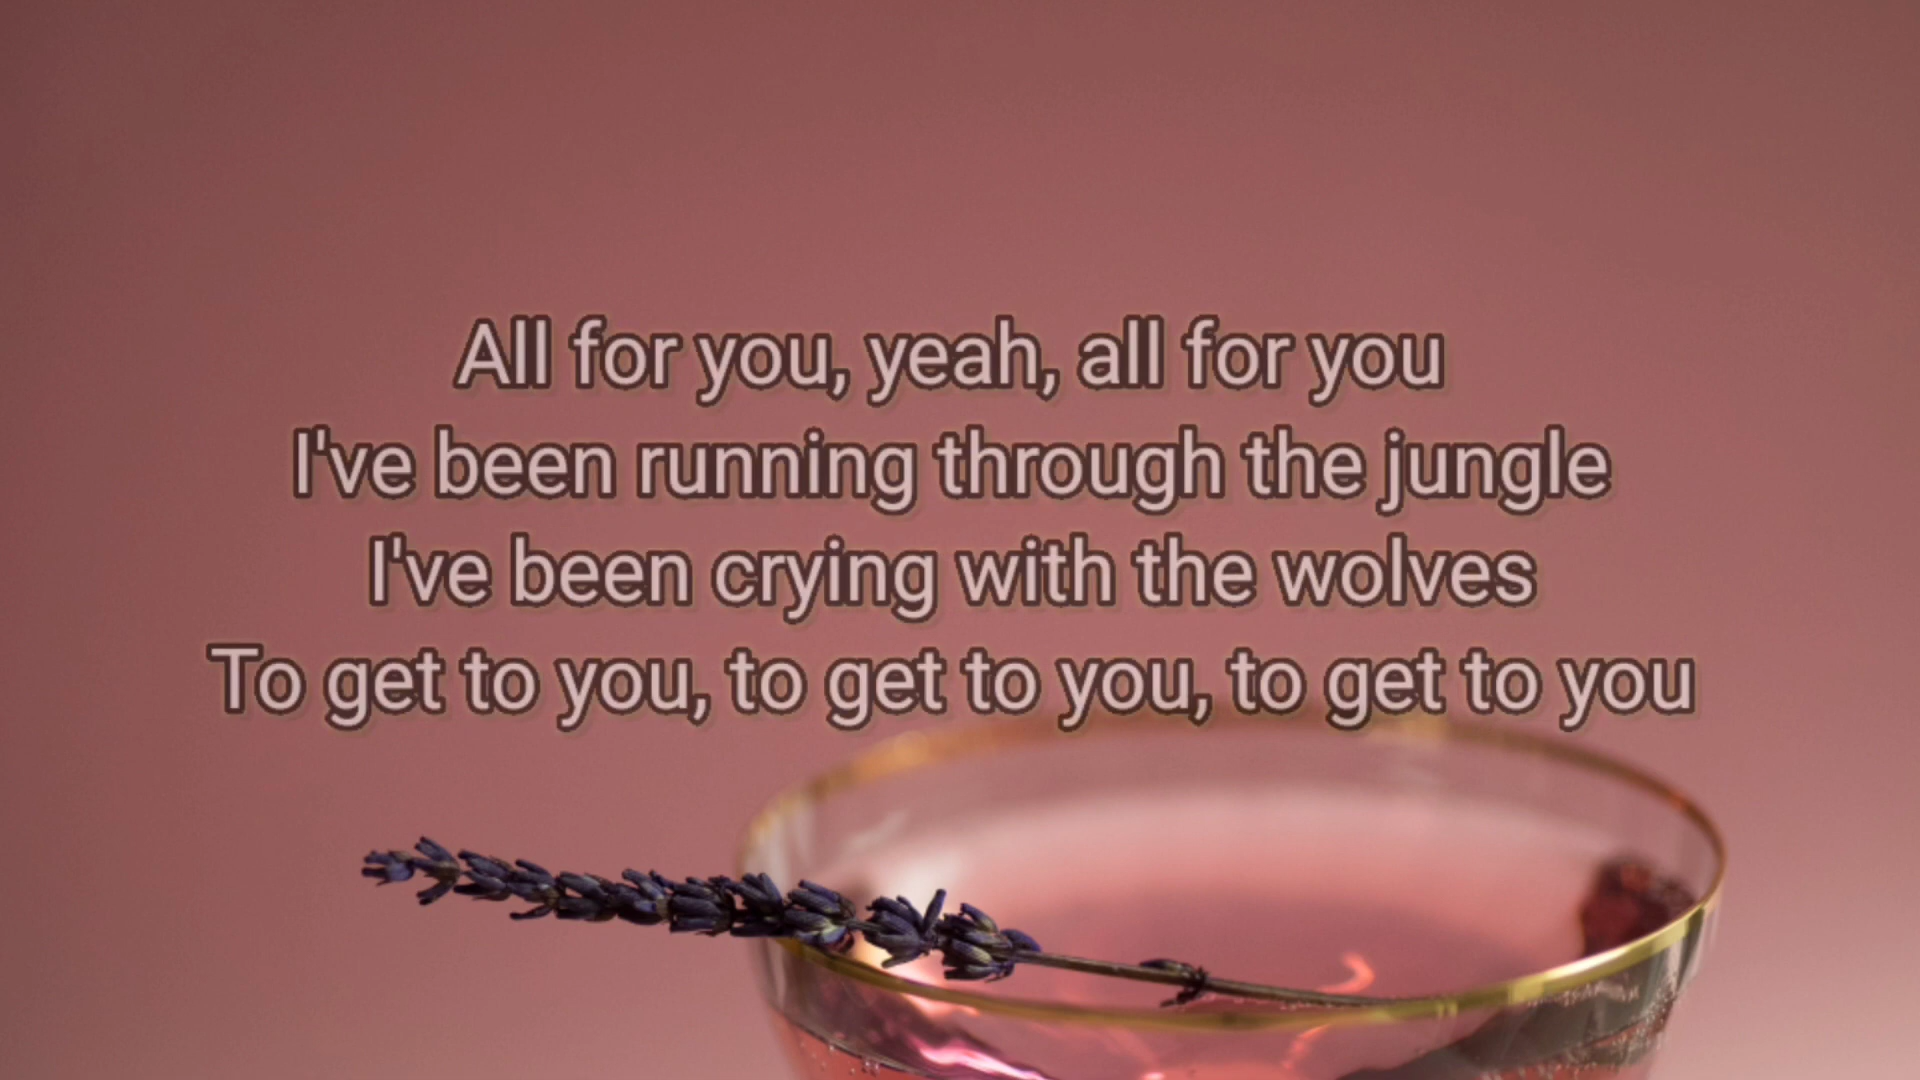 All for you, yeah, all for you
I've been running through the jungle
I've been crying with the wolves
To get to you, to get to you, to get to you